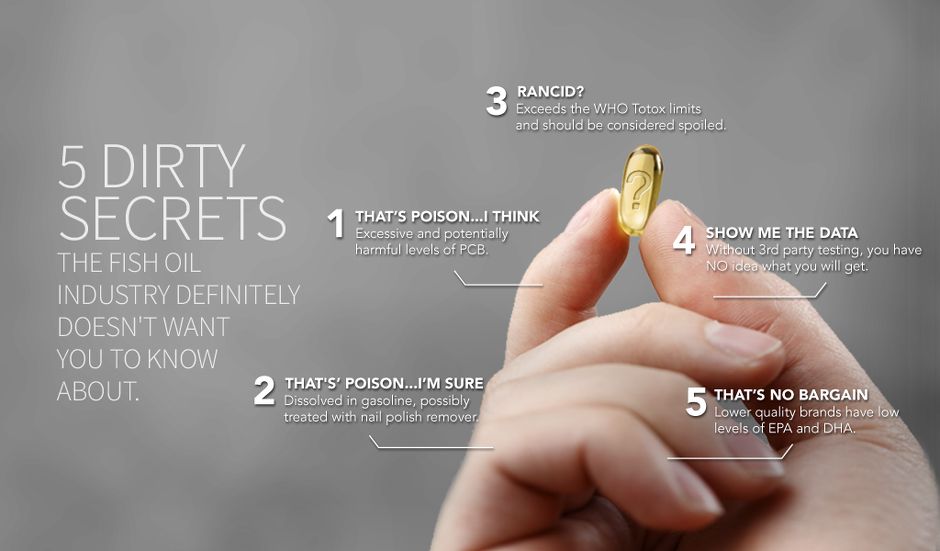 5 DIRTY
SECRETS
THE FISH OIL
INDUSTRY DEFINITELY
DOESN'T WANT
YOU TO KNOW
ABOUT.
1 THAT'S POISON...I THINK
Excessive and potentially
harmful levels of PCB.
2 THAT'S' POISON...I'M SURE
Dissolved in gasoline, possibly
treated with nail polish remover.
3 RANCID?
Exceeds the WHO Totox limits
and should be considered spoiled.
?
4 SHOW ME THE DATA
Without 3rd party testing, you have
NO idea what you will get.
5 THAT'S NO BARGAIN
Lower quality brands have low
levels of EPA and DHA.